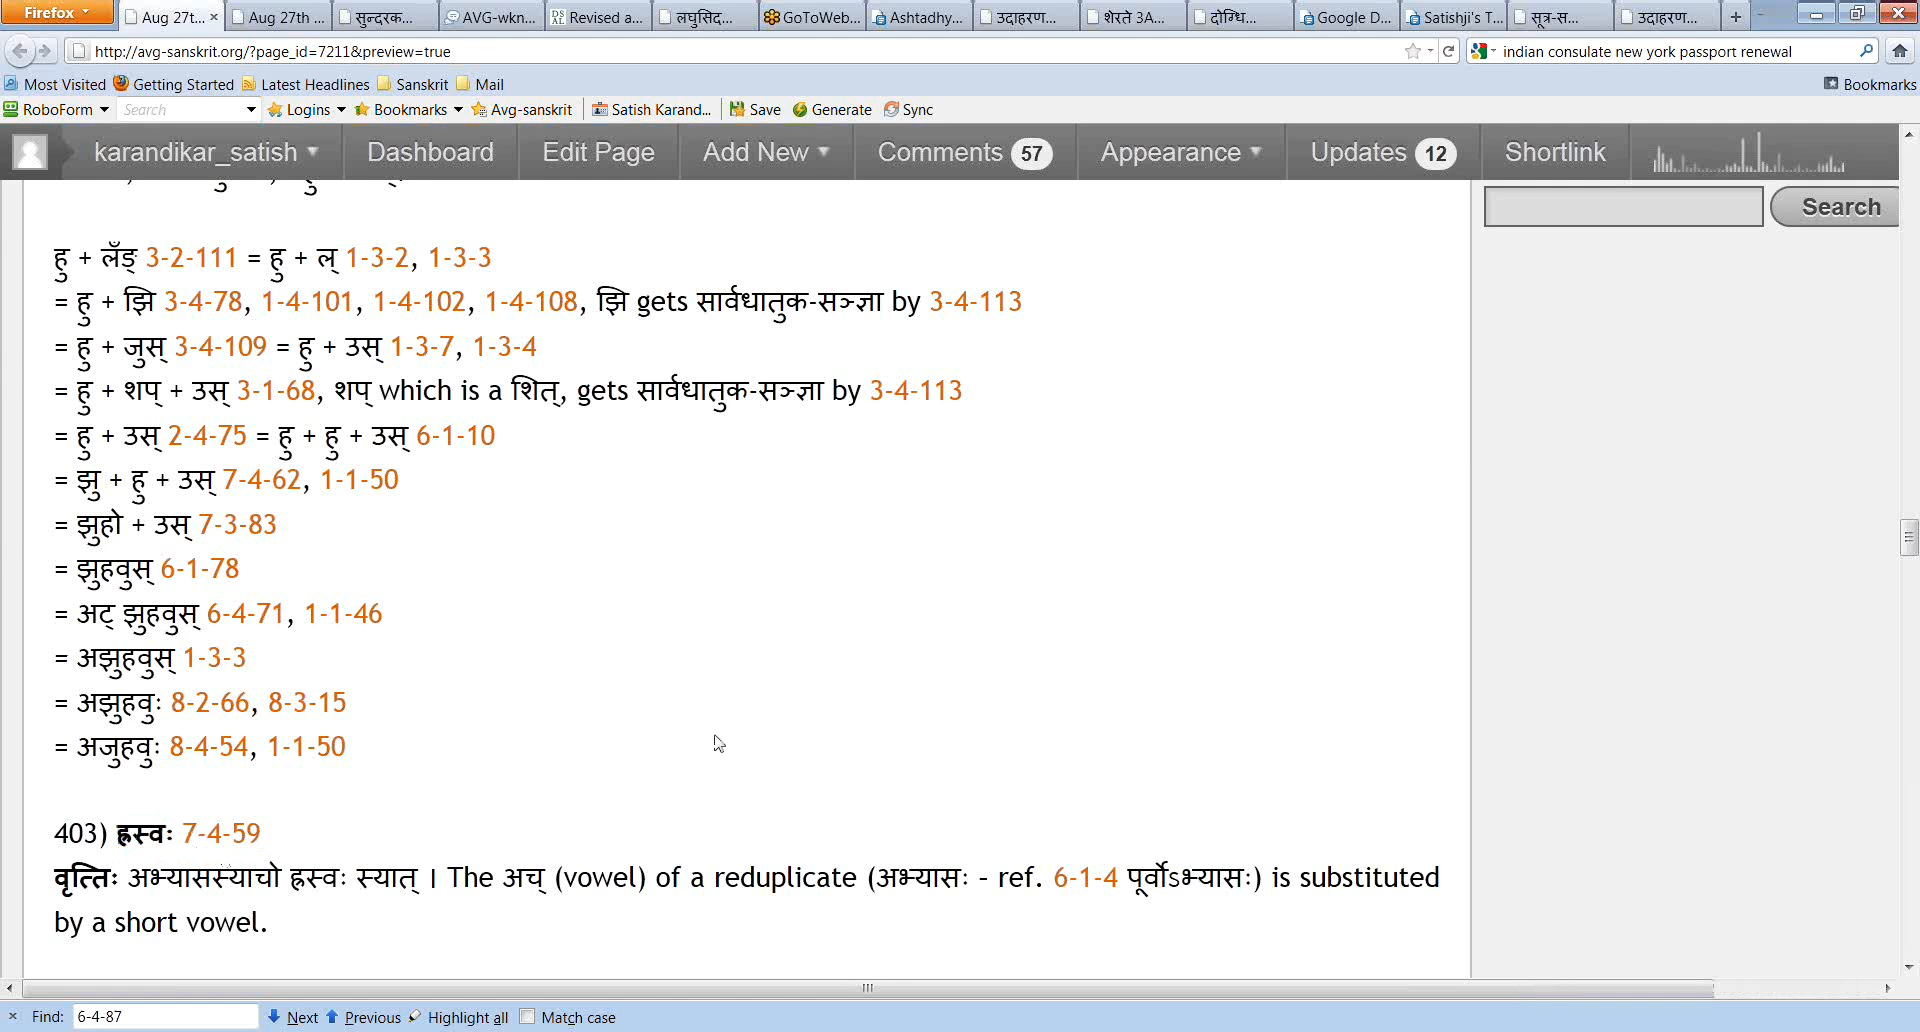 Firefox
Aug 27t...
Aug 27th ...
सुन्दरक...
AVG-wkn...
Revised a...
लघुसिद्...
GoToWeb...
Ashtadhy...
उदाहरण...
शेरते 3A...
दोग्धि...
Google D...
Satishji's T...
सूत्र-स...
उदाहरण...
http://avg-sanskrit.org/?page_id=7211&preview=true
indian consulate new york passport renewal
Most Visited Getting Started Latest Headlines Sanskrit Mail Bookmarks
RoboForm Search Logins Bookmarks Avg-sanskrit Satish Karand... Save Generate Sync
karandikar_satish Dashboard Edit Page Add New Comments 57 Appearance Updates 12 Shortlink
Search
हु + लँङ् 3-2-111 = हु + ल् 1-3-2, 1-3-3
= हु + झि 3-4-78, 1-4-101, 1-4-102, 1-4-108, झि gets सार्वधातुक-सञ्ज्ञा by 3-4-113
= हु + जुस् 3-4-109 = हु + उस् 1-3-7, 1-3-4
= हु + शप् + उस् 3-1-68, शप् which is a शित्, gets सार्वधातुक-सञ्ज्ञा by 3-4-113
= हु + उस् 2-4-75 = हु + हु + उस् 6-1-10
= झु + हु + उस् 7-4-62, 1-1-50
= झुहो + उस् 7-3-83
= झुहवुस् 6-1-78
= अट् झुहवुस् 6-4-71, 1-1-46
= अझुहवुस् 1-3-3
= अझुहवुः 8-2-66, 8-3-15
= अजुहवुः 8-4-54, 1-1-50
403) ह्रस्वः 7-4-59
वृत्तिः अभ्यासस्याचो ह्रस्वः स्यात् । The अच् (vowel) of a reduplicate (अभ्यासः – ref. 6-1-4 पूर्वोऽभ्यासः) is substituted
by a short vowel.
Find: 6-4-87 Next Previous Highlight all Match case